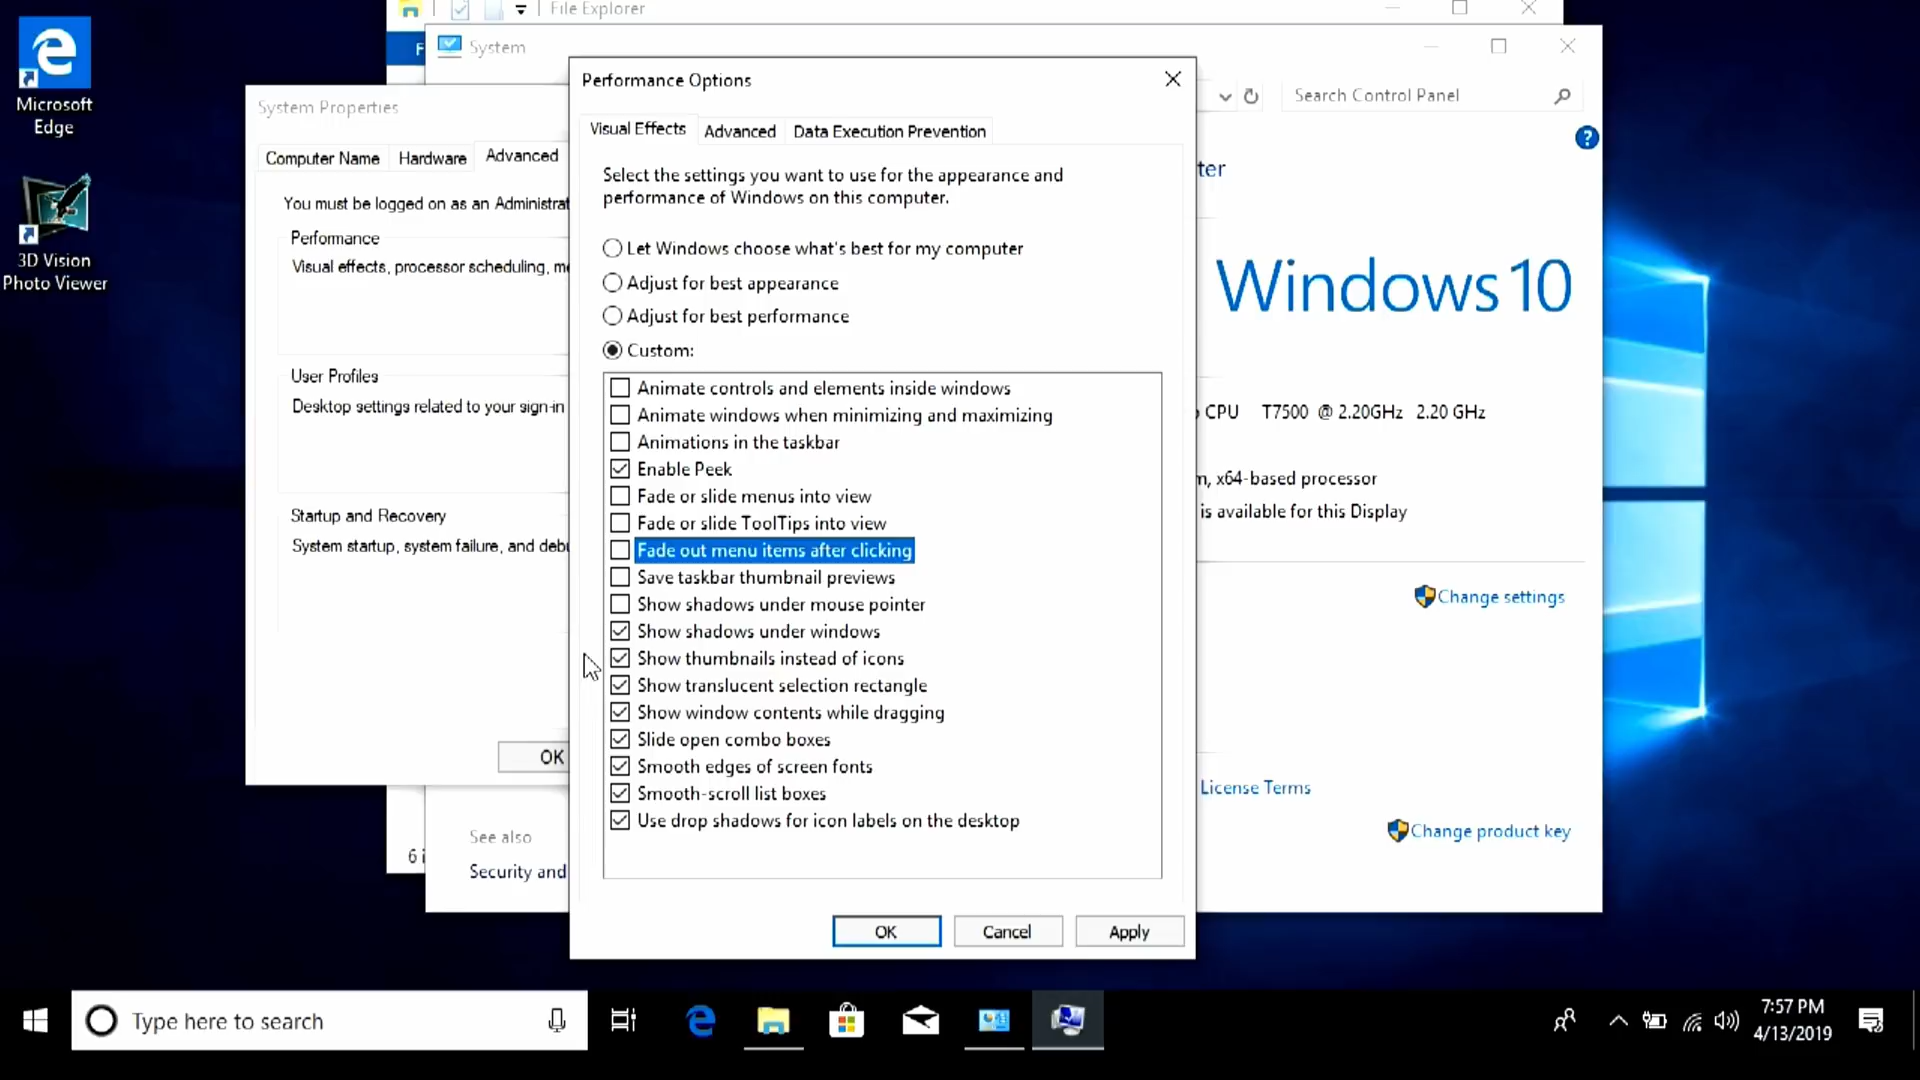 File Explorer
F
System
Search Control Panel
System Properties
Computer Name
Hardware
Advanced
You must be logged on as an Administrat
Performance
Visual effects, processor scheduling, me
User Profiles
Desktop settings related to your sign-in
Startup and Recovery
System startup, system failure, and debu
OK
Performance Options
Visual Effects
Advanced
Data Execution Prevention
Select the settings you want to use for the appearance and
performance of Windows on this computer.
Let Windows choose what's best for my computer
Adjust for best appearance
Adjust for best performance
Custom:
Animate controls and elements inside windows
Animate windows when minimizing and maximizing
Animations in the taskbar
Enable Peek
Fade or slide menus into view
Fade or slide ToolTips into view
Fade out menu items after clicking
Save taskbar thumbnail previews
Show shadows under mouse pointer
Show shadows under windows
Show thumbnails instead of icons
Show translucent selection rectangle
Show window contents while dragging
Slide open combo boxes
Smooth edges of screen fonts
Smooth-scroll list boxes
Use drop shadows for icon labels on the desktop
OK
Cancel
Apply
ter
Windows 10
CPU T7500 @ 2.20GHz 2.20 GHz
, x64-based processor
is available for this Display
Change settings
License Terms
Change product key
See also
Security and
6 i
Microsoft
Edge
3D Vision
Photo Viewer
Type here to search
7:57 PM
4/13/2019